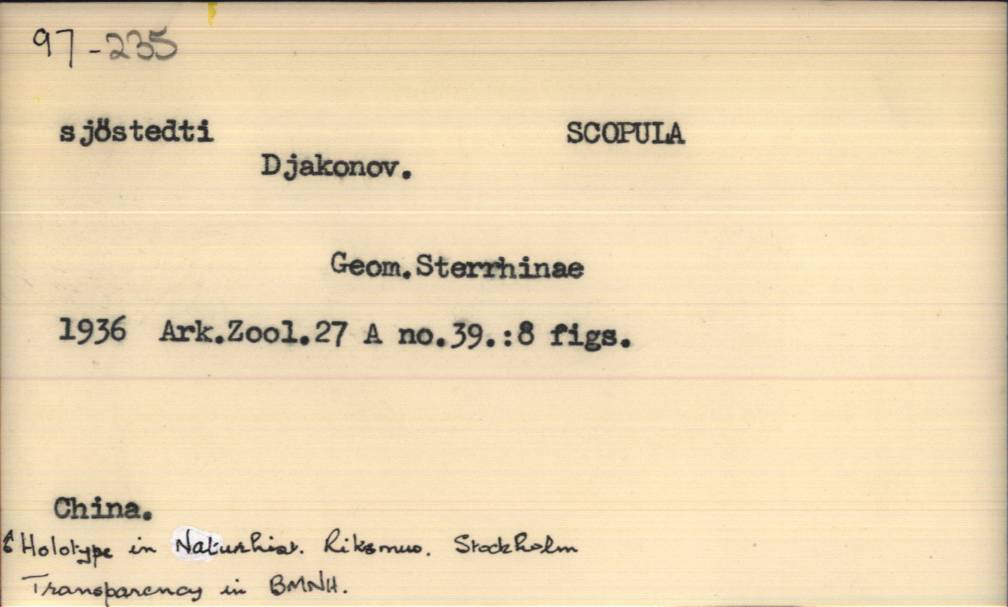 97-235
sjöstedti SCOPULA
Djakonov.
Geom.Sterrhinae
1936 Ark.Zool.27 A no.39.:8 figs.
China.
♂ Holotype in Naturhist. Riksmus. Stockholm
Transparency in BMNH.